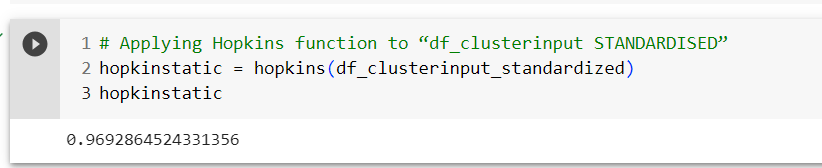 1 # Applying Hopkins function to “df_clusterinput STANDARDISED”
2 hopkinstatic = hopkins(df_clusterinput_standardized)
3 hopkinstatic
0.9692864524331356